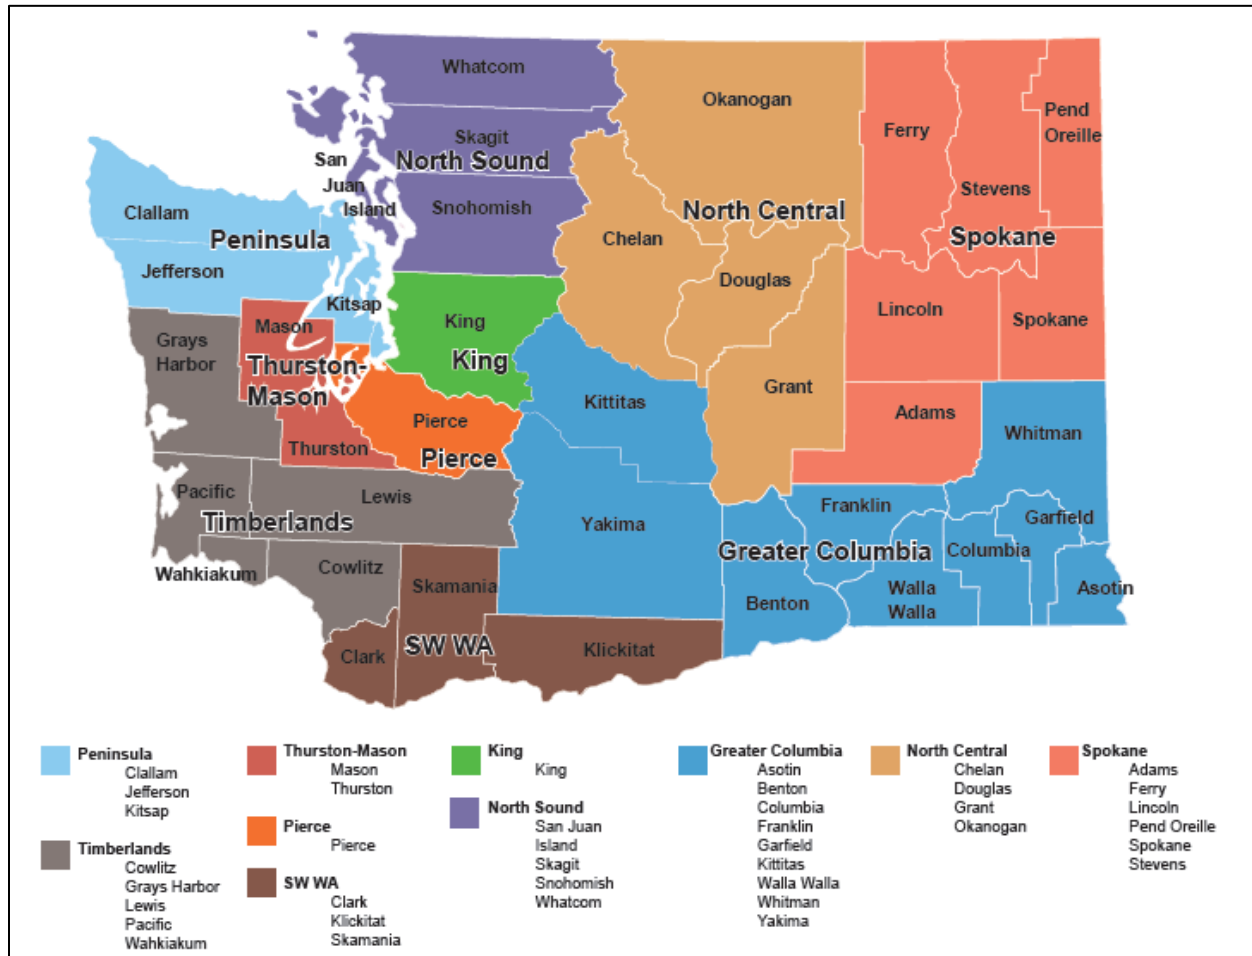 Whatcom
Okanogan
Pend
Oreille
Ferry
Skagit
North Sound
San
Juan
Island
Stevens
Snohomish
Clallam
North Central
Chelan
Spokane
Peninsula
Jefferson
Douglas
Kitsap
Lincoln
Spokane
King
Mason
Grays
Harbor
King
Thurston-
Mason
Grant
Kittitas
Adams
Pierce
Whitman
Thurston
Pierce
Pacific
Lewis
Franklin
Garfield
Timberlands
Yakima
Greater Columbia
Columbia
Wahkiakum
Cowlitz
Skamania
Walla
Walla
Asotin
Benton
Clark
SW WA
Klickitat
Peninsula
Clallam
Jefferson
Kitsap
Timberlands
Cowlitz
Grays Harbor
Lewis
Pacific
Wahkiakum
Thurston-Mason
Mason
Thurston
Pierce
Pierce
SW WA
Clark
Klickitat
Skamania
King
King
North Sound
San Juan
Island
Skagit
Snohomish
Whatcom
Greater Columbia
Asotin
Benton
Columbia
Franklin
Garfield
Kittitas
Walla Walla
Whitman
Yakima
North Central
Chelan
Douglas
Grant
Okanogan
Spokane
Adams
Ferry
Lincoln
Pend Oreille
Spokane
Stevens